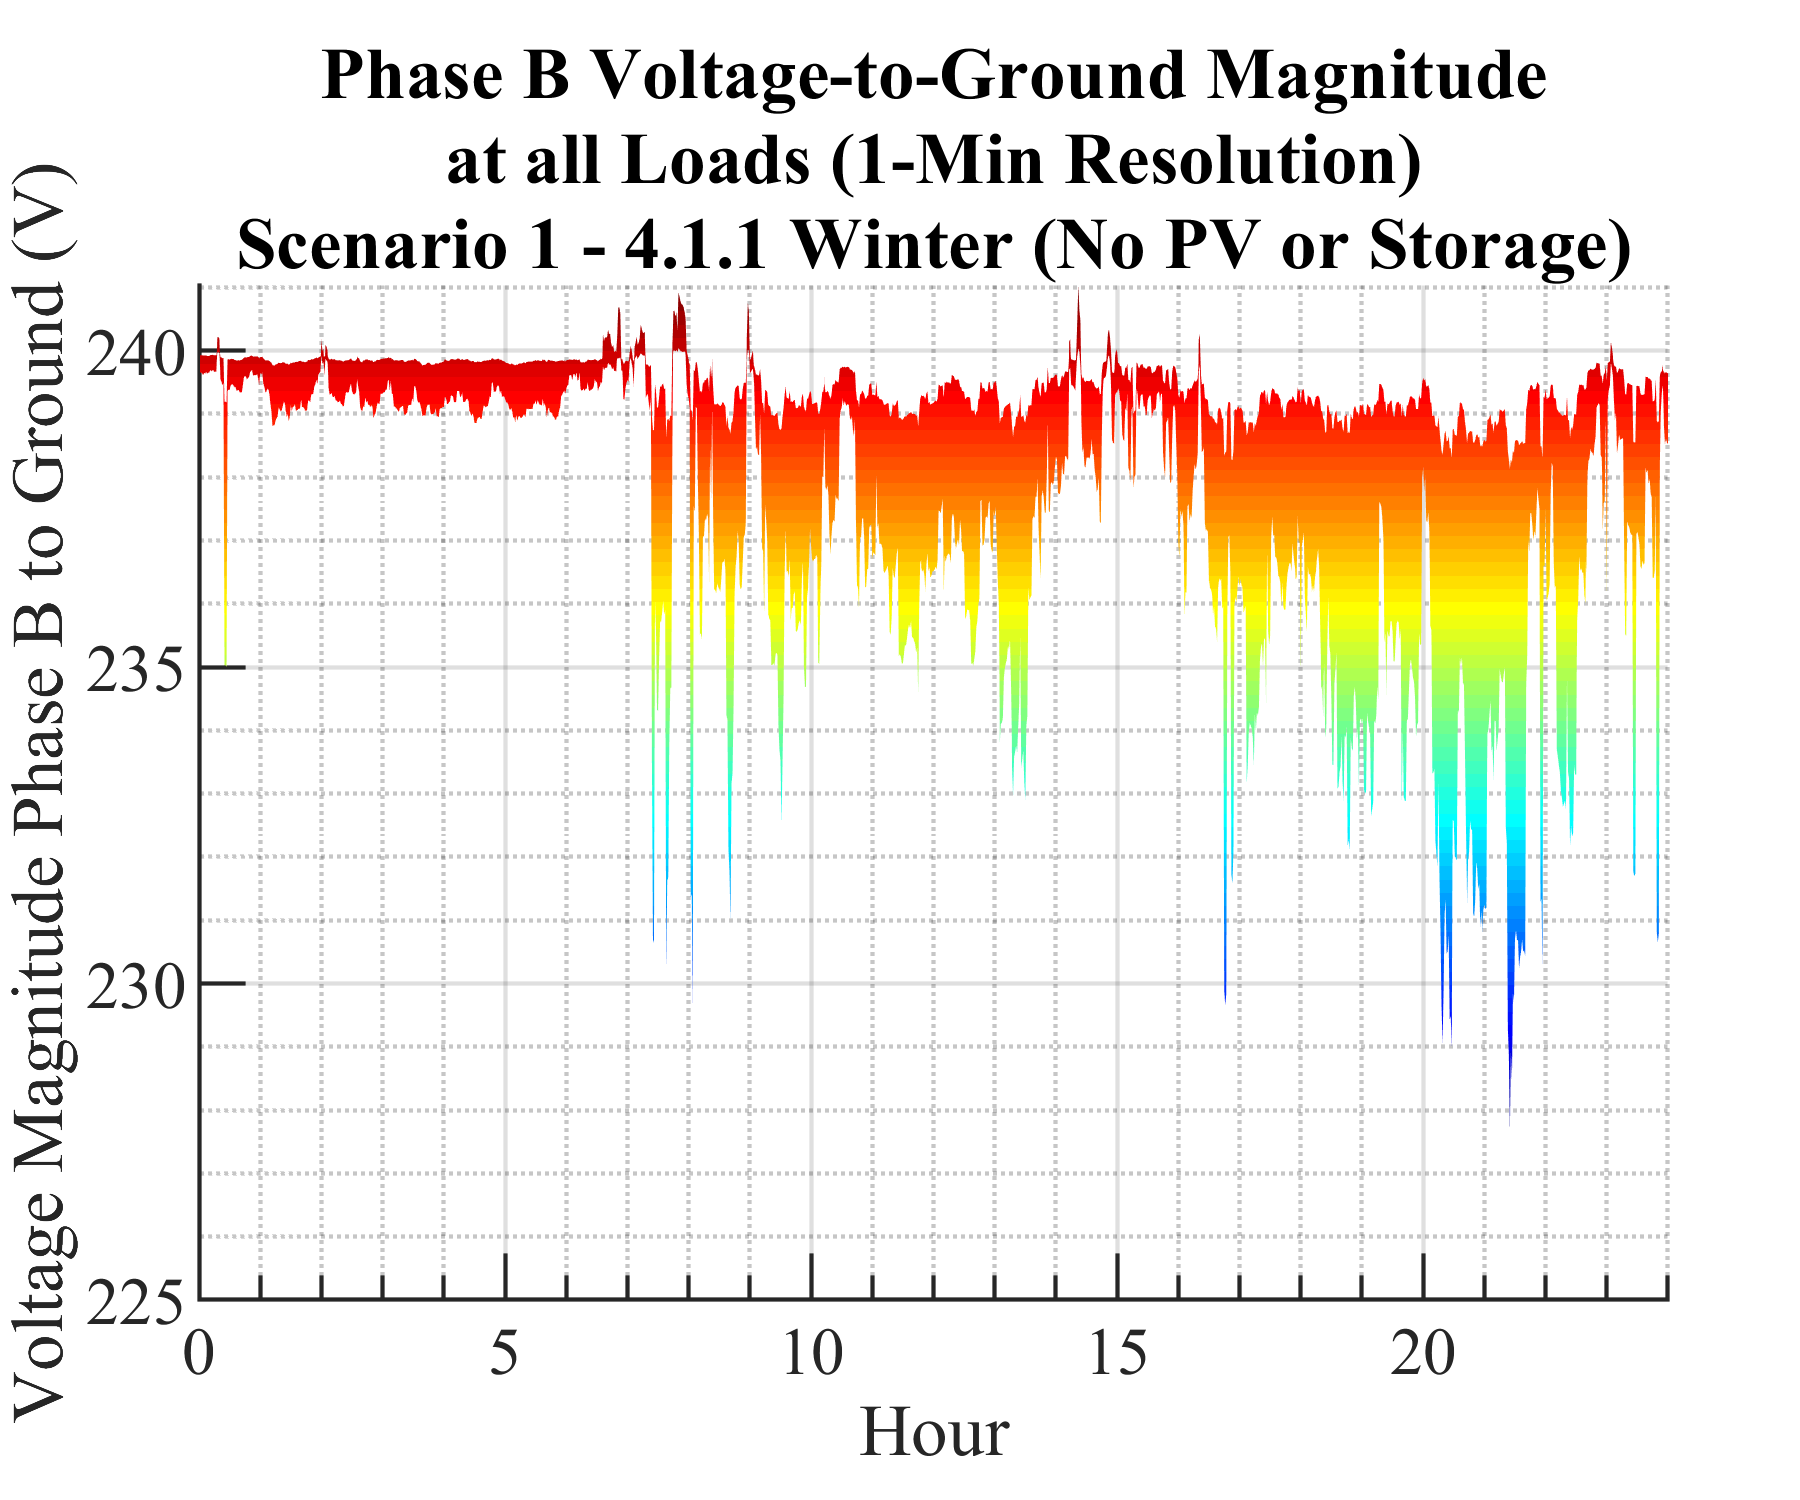 Phase B Voltage-to-Ground Magnitude
at all Loads (1-Min Resolution)
Scenario 1 - 4.1.1 Winter (No PV or Storage)
Voltage Magnitude Phase B to Ground (V)
240
235
230
225
0 5 10 15 20
Hour